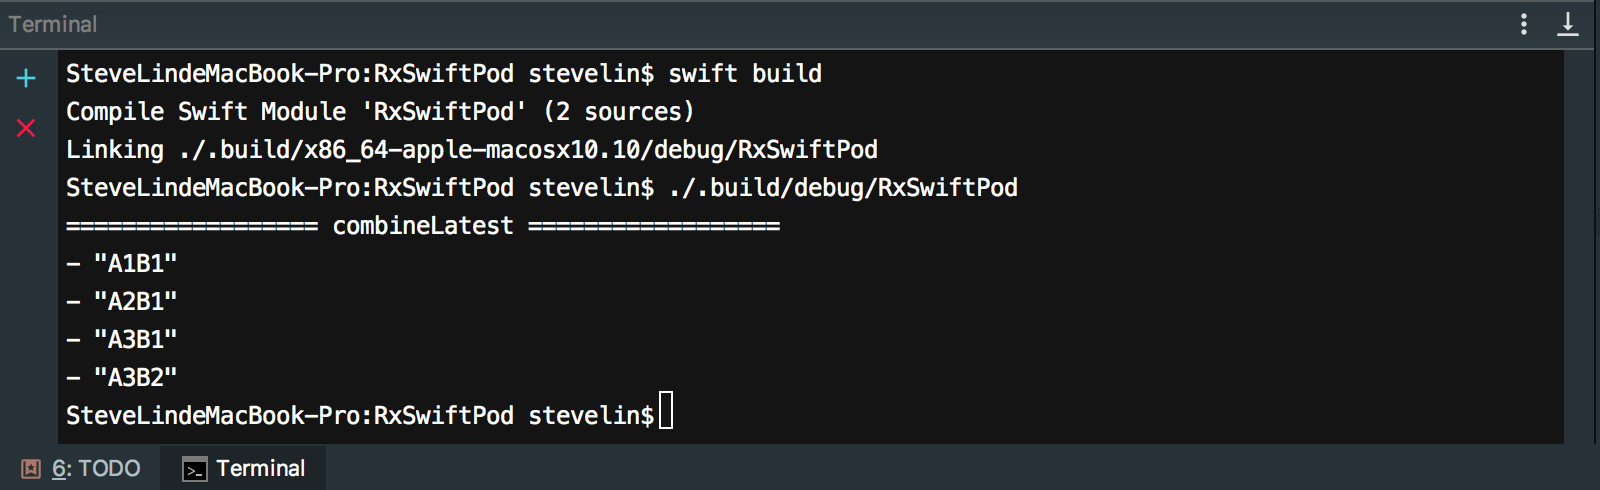 Terminal
SteveLindeMacBook-Pro:RxSwiftPod stevelin$ swift build
Compile Swift Module 'RxSwiftPod' (2 sources)
Linking ./.build/x86_64-apple-macosx10.10/debug/RxSwiftPod
SteveLindeMacBook-Pro:RxSwiftPod stevelin$ ./.build/debug/RxSwiftPod
================== combineLatest ==================
- "A1B1"
- "A2B1"
- "A3B1"
- "A3B2"
SteveLindeMacBook-Pro:RxSwiftPod stevelin$
6: TODO
Terminal